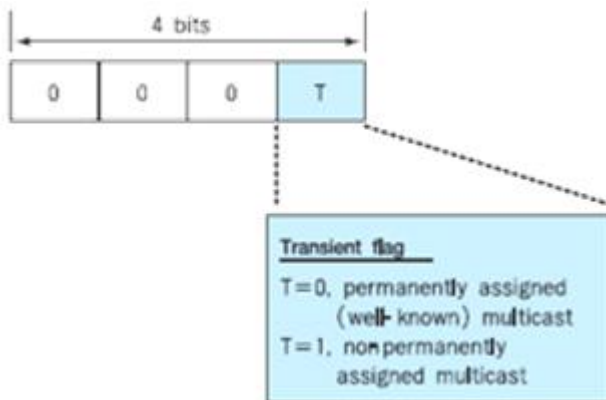 4 bits
0 0 0 T
Transient flag
T=0, permanently assigned
(well-known) multicast
T=1, nonpermanently
assigned multicast